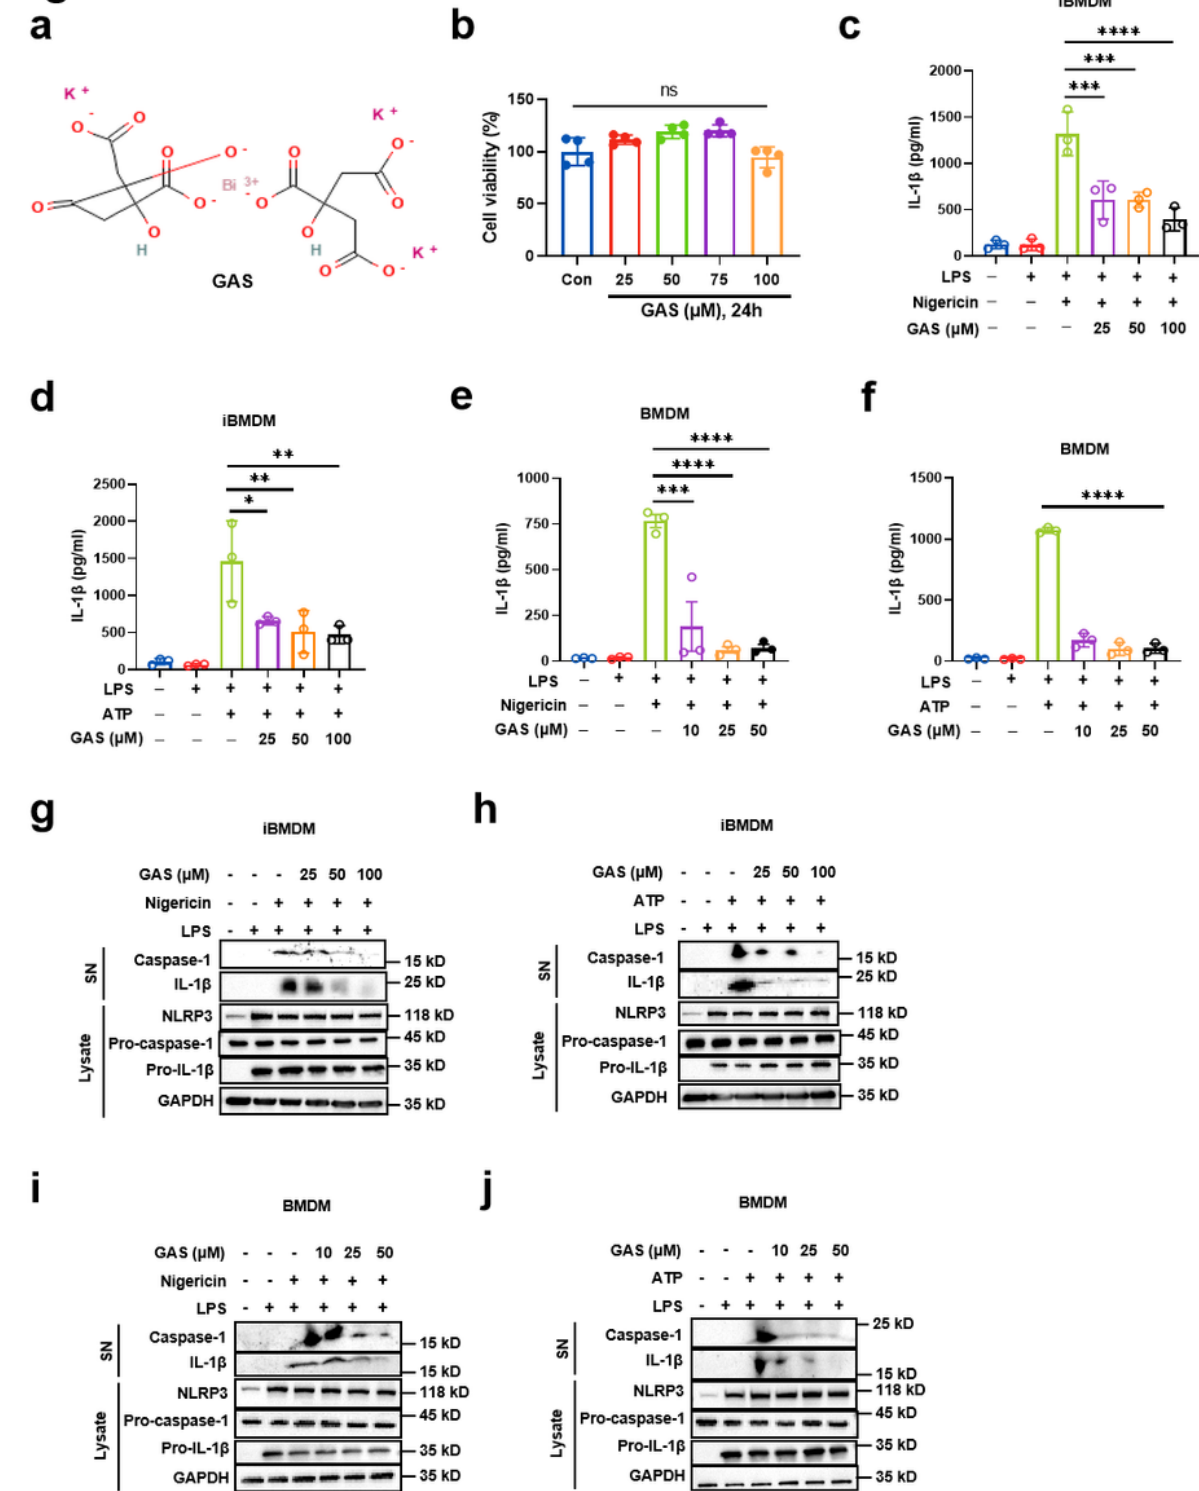 a
K +
O -
O
O
O -
K +
O
O -
Bi 3+
- O
O -
O
O
O
O
H
H
O
O -
K +
GAS
b
ns
150
100
50
0
Cell viability (%)
Con 25 50 75 100
GAS (µM), 24h
c
iBMDM
****
***
***
2000
1500
1000
500
0
IL-1β (pg/ml)
LPS – + + + + +
Nigericin – – + + + +
GAS (µM) – – – 25 50 100
d
iBMDM
**
**
*
2500
2000
1500
1000
500
0
IL-1β (pg/ml)
LPS – + + + + +
ATP – – + + + +
GAS (µM) – – – 25 50 100
e
BMDM
****
****
***
1000
750
500
250
0
IL-1β (pg/ml)
LPS – + + + + +
Nigericin – – + + + +
GAS (µM) – – – 10 25 50
f
BMDM
****
1500
1000
500
0
IL-1β (pg/ml)
LPS – + + + + +
ATP – – + + + +
GAS (µM) – – – 10 25 50
g
iBMDM
GAS (µM) - - - 25 50 100
Nigericin - - + + + +
LPS - + + + + +
SN
Caspase-1 15 kD
IL-1β 25 kD
Lysate
NLRP3 118 kD
Pro-caspase-1 45 kD
Pro-IL-1β 35 kD
GAPDH 35 kD
h
iBMDM
GAS (µM) - - - 25 50 100
ATP - - + + + +
LPS - + + + + +
SN
Caspase-1 15 kD
IL-1β 25 kD
Lysate
NLRP3 118 kD
Pro-caspase-1 45 kD
Pro-IL-1β 35 kD
GAPDH 35 kD
i
BMDM
GAS (µM) - - - 10 25 50
Nigericin - - + + + +
LPS - + + + + +
SN
Caspase-1 15 kD
IL-1β 15 kD
Lysate
NLRP3 118 kD
Pro-caspase-1 45 kD
Pro-IL-1β 35 kD
GAPDH 35 kD
j
BMDM
GAS (µM) - - - 10 25 50
ATP - - + + + +
LPS - + + + + +
SN
Caspase-1 25 kD
IL-1β 15 kD
Lysate
NLRP3 118 kD
Pro-caspase-1 45 kD
Pro-IL-1β 35 kD
GAPDH 35 kD